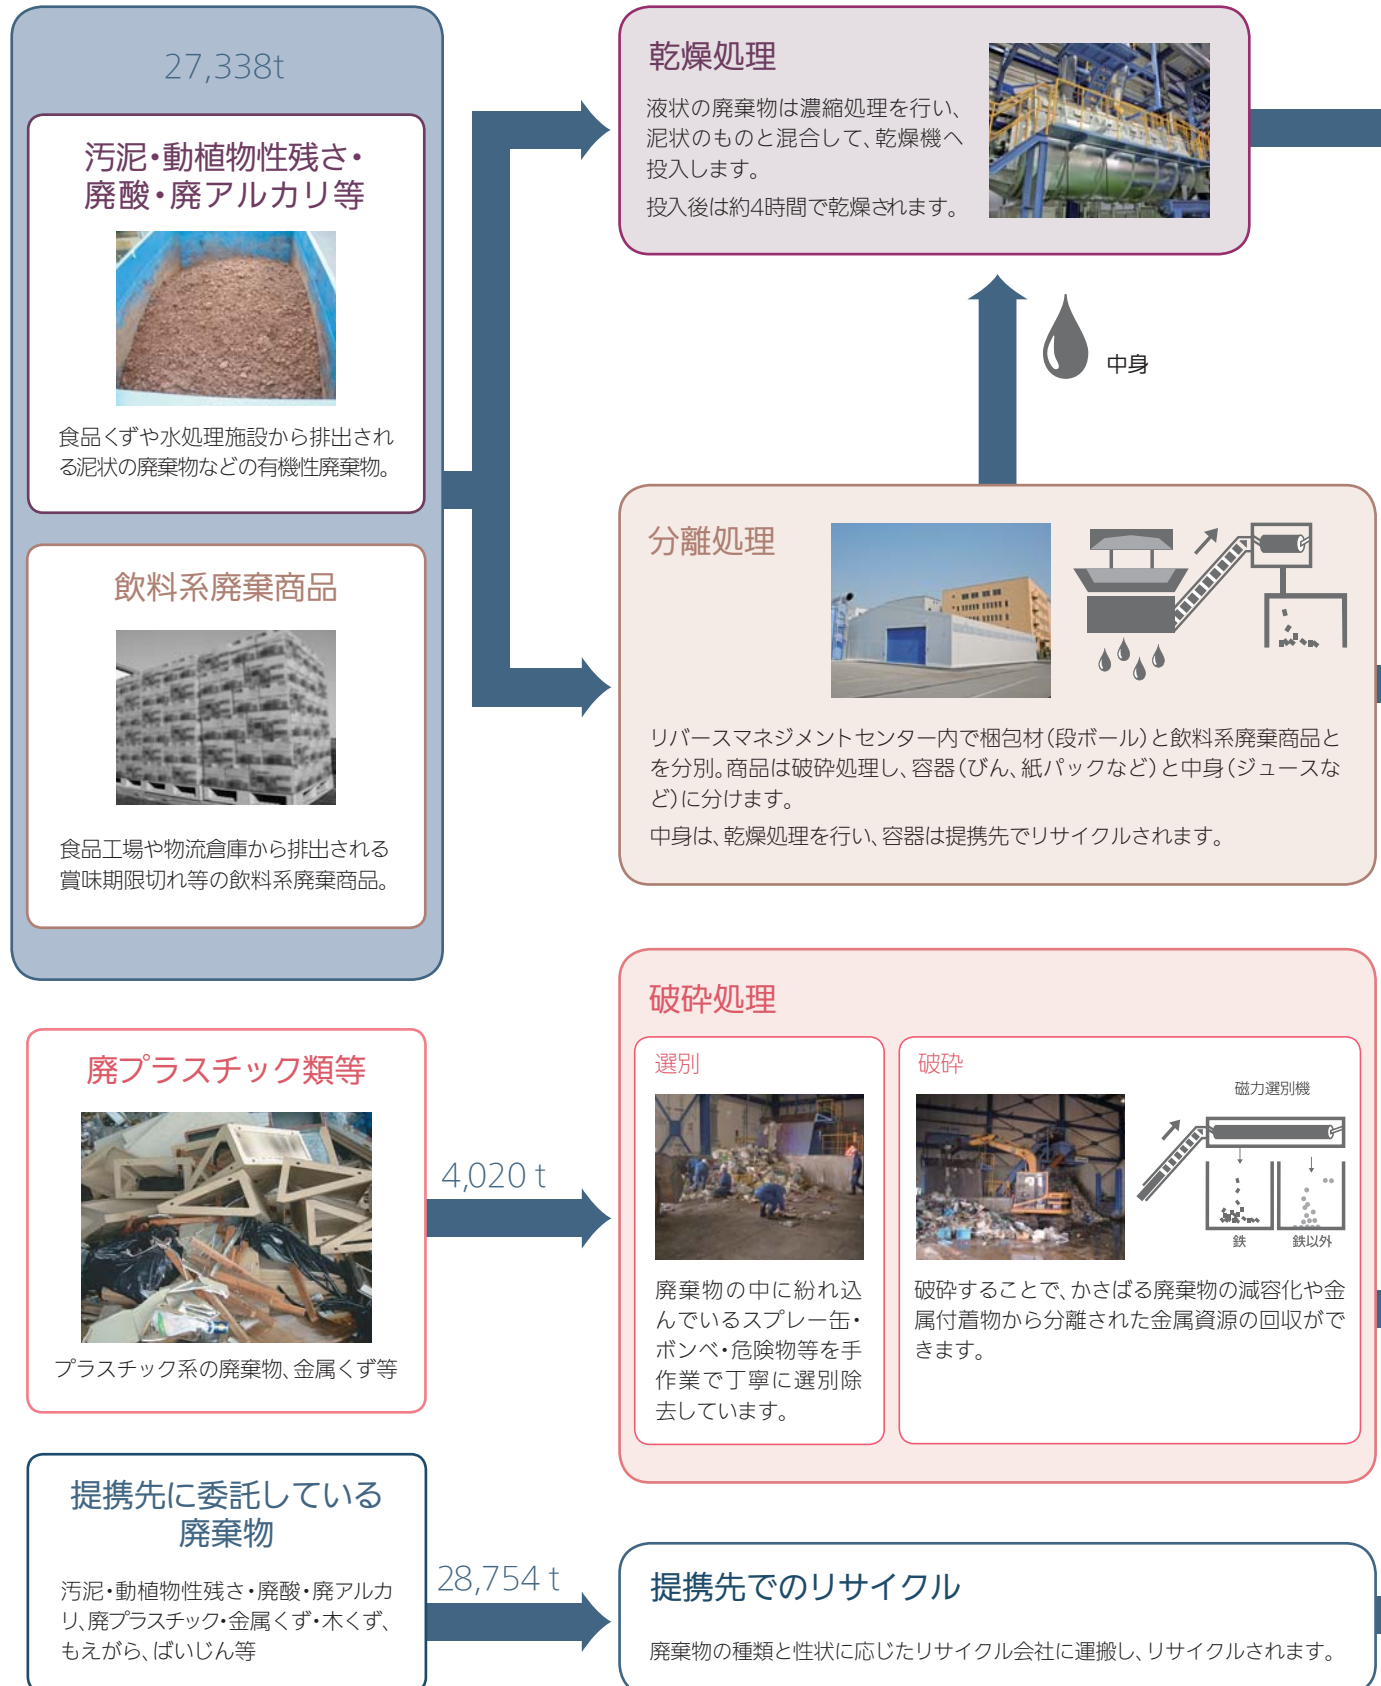 27,338t
汚泥・動植物性残さ・
廃酸・廃アルカリ等
食品くずや水処理施設から排出され
る泥状の廃棄物などの有機性廃棄物。
飲料系廃棄商品
食品工場や物流倉庫から排出される
賞味期限切れ等の飲料系廃棄商品。
乾燥処理
液状の廃棄物は濃縮処理を行い、
泥状のものと混合して、乾燥機へ
投入します。
投入後は約4時間で乾燥されます。
中身
分離処理
リバースマネジメントセンター内で梱包材（段ボール）と飲料系廃棄商品と
を分別。商品は破砕処理し、容器（びん、紙パックなど）と中身（ジュースな
ど）に分けます。
中身は、乾燥処理を行い、容器は提携先でリサイクルされます。
廃プラスチック類等
プラスチック系の廃棄物、金属くず等
4,020 t
破砕処理
選別
廃棄物の中に紛れ込
んでいるスプレー缶・
ボンベ・危険物等を手
作業で丁寧に選別除
去しています。
破砕
磁力選別機
鉄
鉄以外
破砕することで、かさばる廃棄物の減容化や金
属付着物から分離された金属資源の回収がで
きます。
提携先に委託している
廃棄物
汚泥・動植物性残さ・廃酸・廃アルカ
リ、廃プラスチック・金属くず・木くず、
もえがら、ばいじん等
28,754 t
提携先でのリサイクル
廃棄物の種類と性状に応じたリサイクル会社に運搬し、リサイクルされます。